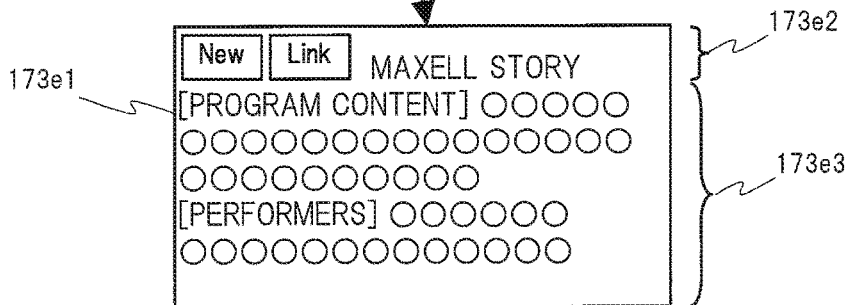 173e2
New Link MAXELL STORY
173e1
[PROGRAM CONTENT] ○○○○○
○○○○○○○○○○○○○○○
○○○○○○○○○○
173e3
[PERFORMERS] ○○○○○○
○○○○○○○○○○○○○